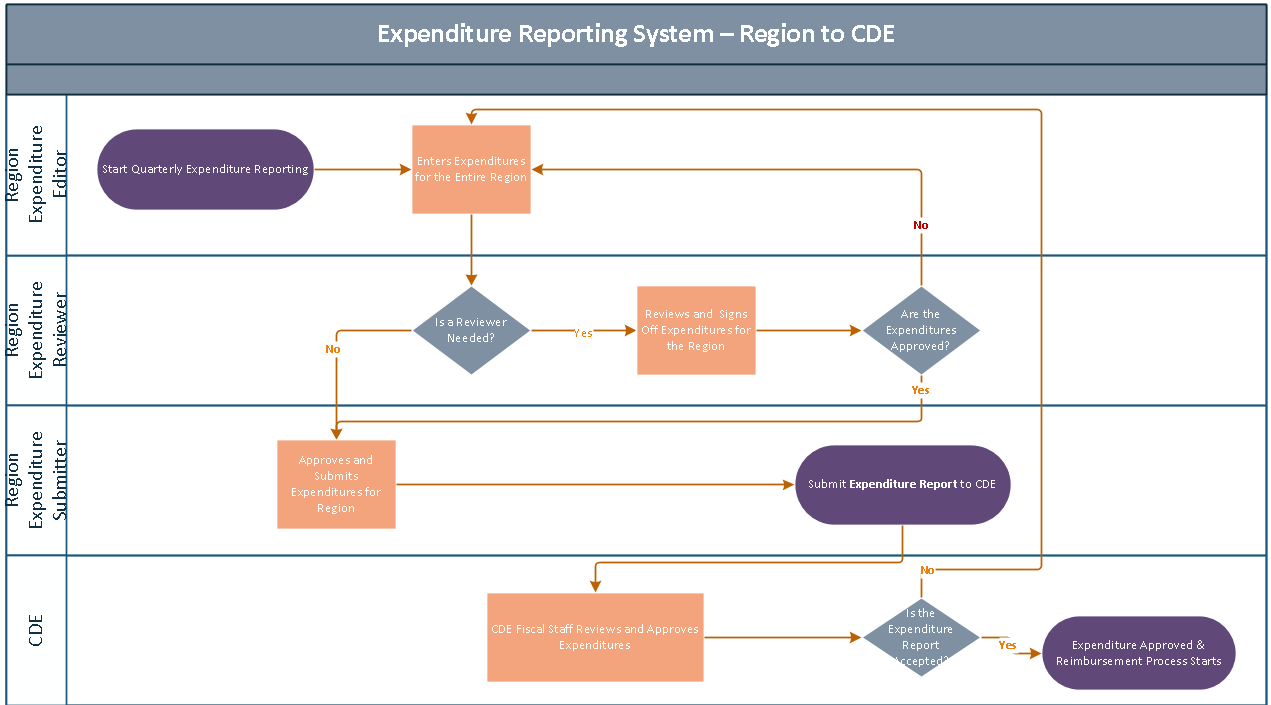 Expenditure Reporting System – Region to CDE
Region
Expenditure
Editor
Start Quarterly Expenditure Reporting
Enters Expenditures
for the Entire Region
No
Region
Expenditure
Reviewer
Is a Reviewer
Needed?
Yes
No
Reviews and Signs
Off Expenditures for
the Region
Are the
Expenditures
Approved?
Yes
Region
Expenditure
Submitter
Approves and
Submits
Expenditures for
Region
Submit Expenditure Report to CDE
CDE
CDE Fiscal Staff Reviews and Approves
Expenditures
No
Is the
Expenditure
Report
Accepted?
Yes
Expenditure Approved &
Reimbursement Process Starts